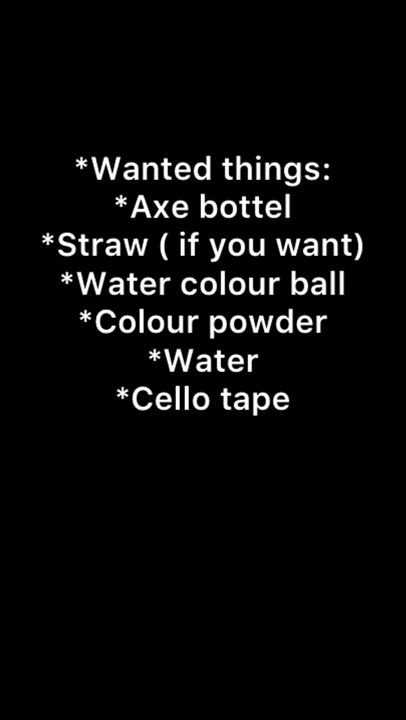 *Wanted things:
*Axe bottel
*Straw ( if you want)
*Water colour ball
*Colour powder
*Water
*Cello tape